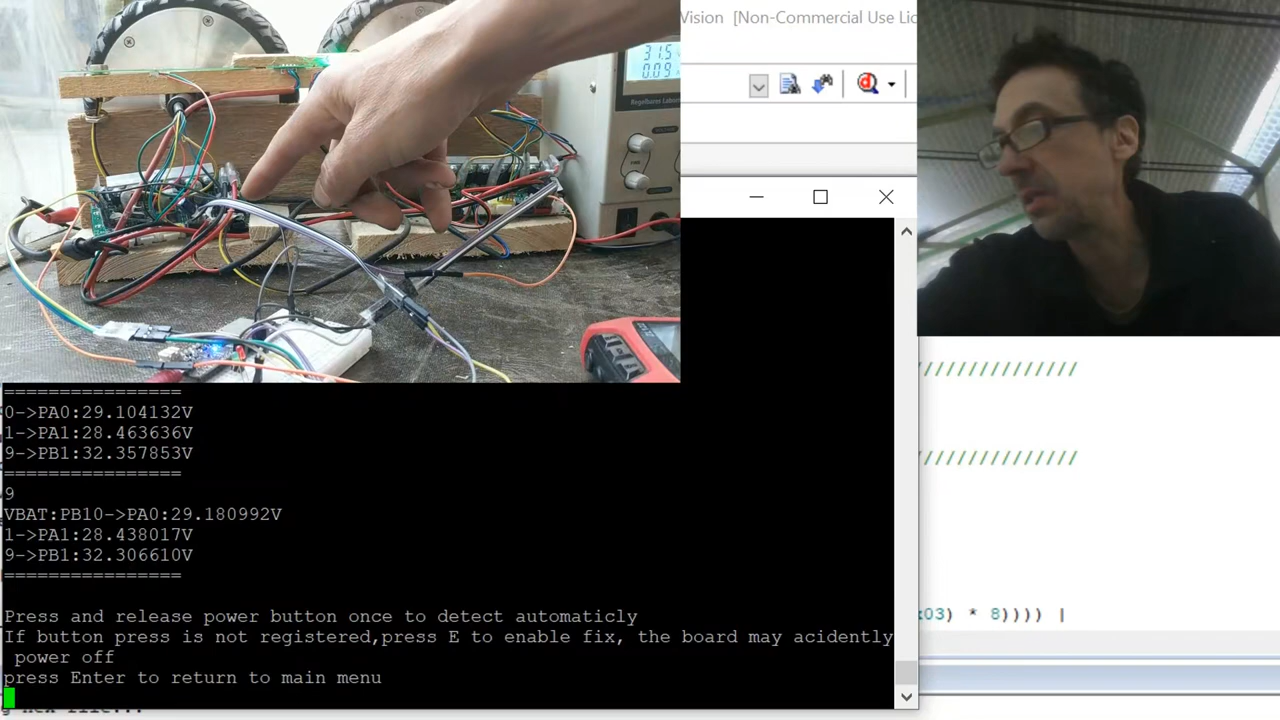 Vision [Non-Commercial Use Lic
31.5
0.09
================
0->PA0:29.104132V
1->PA1:28.463636V
9->PB1:32.357853V
================
9
VBAT:PB10->PA0:29.180992V
1->PA1:28.438017V
9->PB1:32.306610V
================
Press and release power button once to detect automaticly
If button press is not registered,press E to enable fix, the board may acidently
power off
press Enter to return to main menu
//////////////
//////////////
03) * 8)))) |